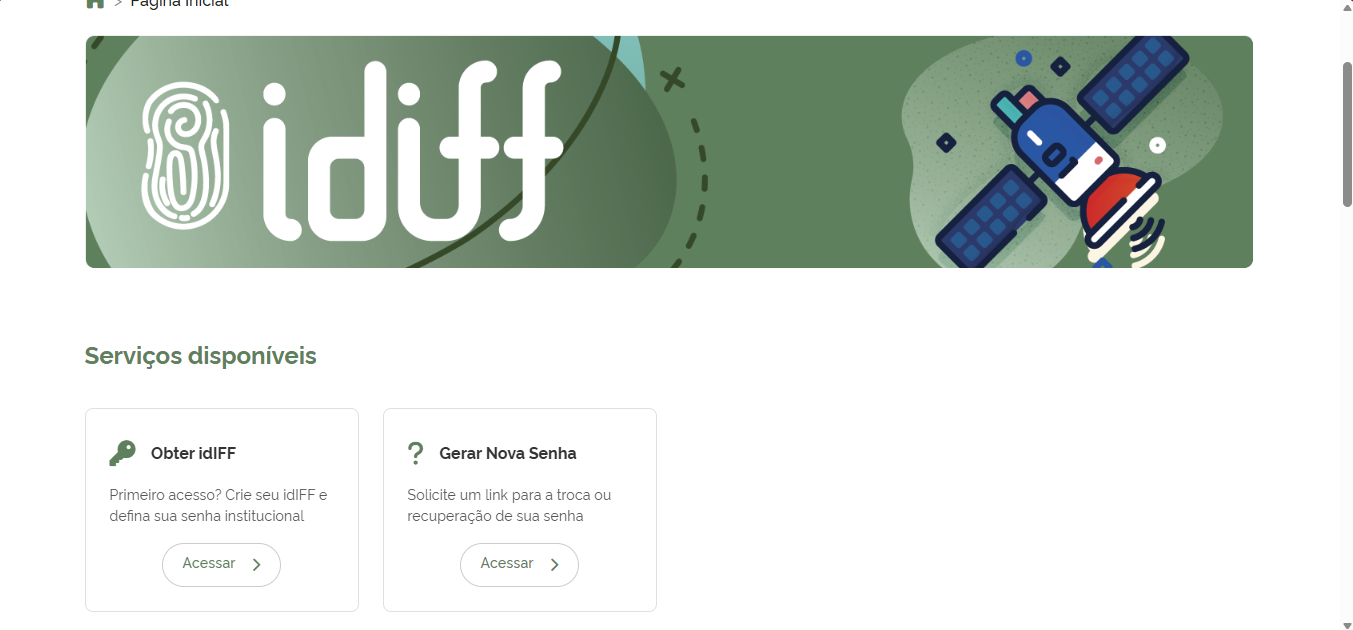 > Página Inicial
idiff
Serviços disponíveis
Obter idIFF
Primeiro acesso? Crie seu idIFF e
defina sua senha institucional
Acessar
Gerar Nova Senha
Solicite um link para a troca ou
recuperação de sua senha
Acessar